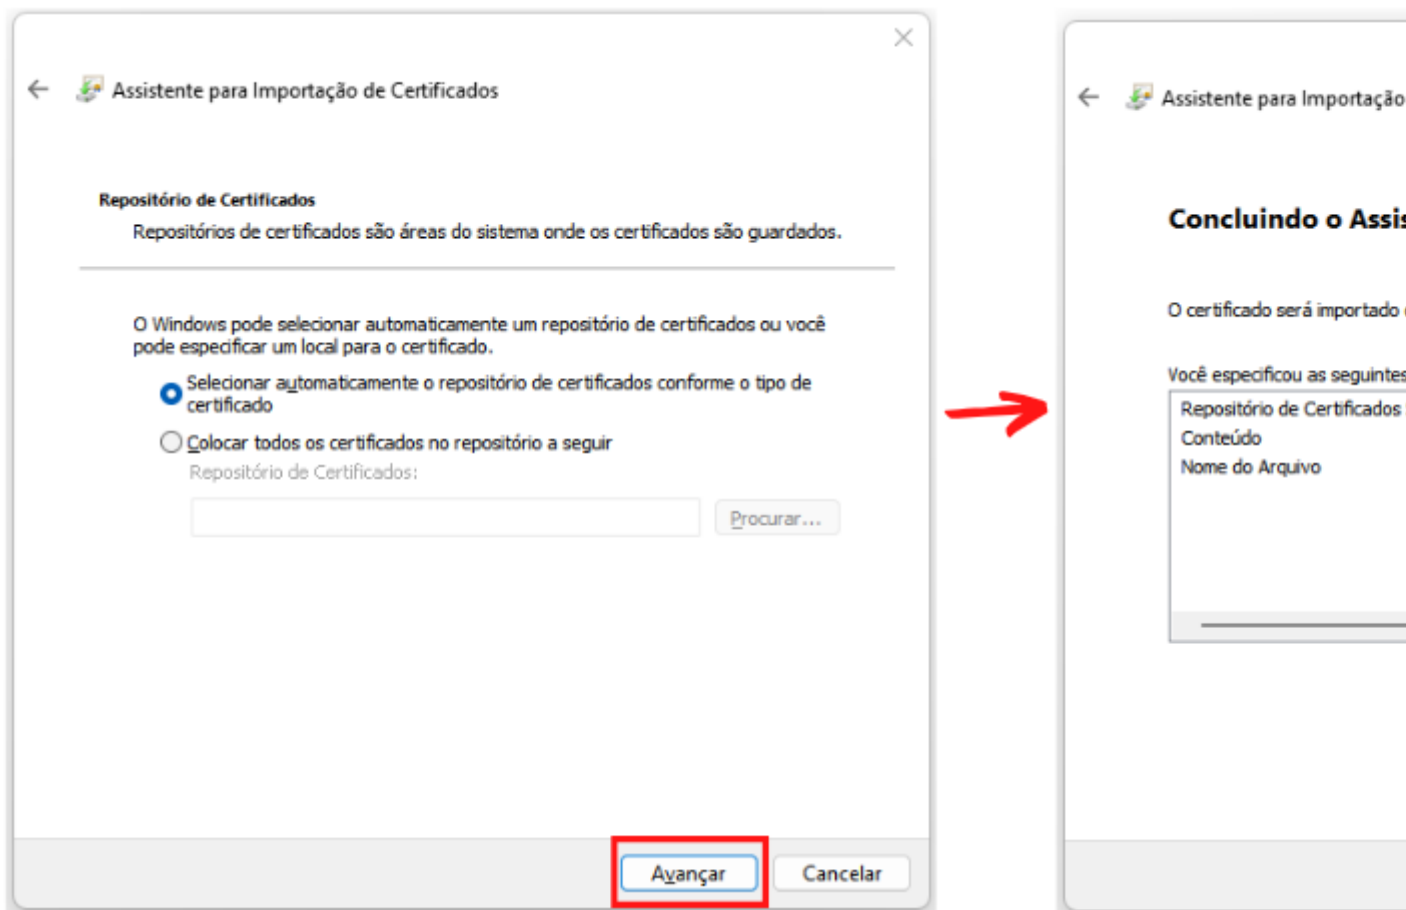 Assistente para Importação de Certificados
Repositório de Certificados
Repositórios de certificados são áreas do sistema onde os certificados são guardados.
O Windows pode selecionar automaticamente um repositório de certificados ou você
pode especificar um local para o certificado.
Selecionar automaticamente o repositório de certificados conforme o tipo de
certificado
Colocar todos os certificados no repositório a seguir
Repositório de Certificados:
Procurar...
Avançar
Cancelar
Assistente para Importação
Concluindo o
O certificado será importado
Você especificou as seguintes
Repositório de Certificados
Conteúdo
Nome do Arquivo